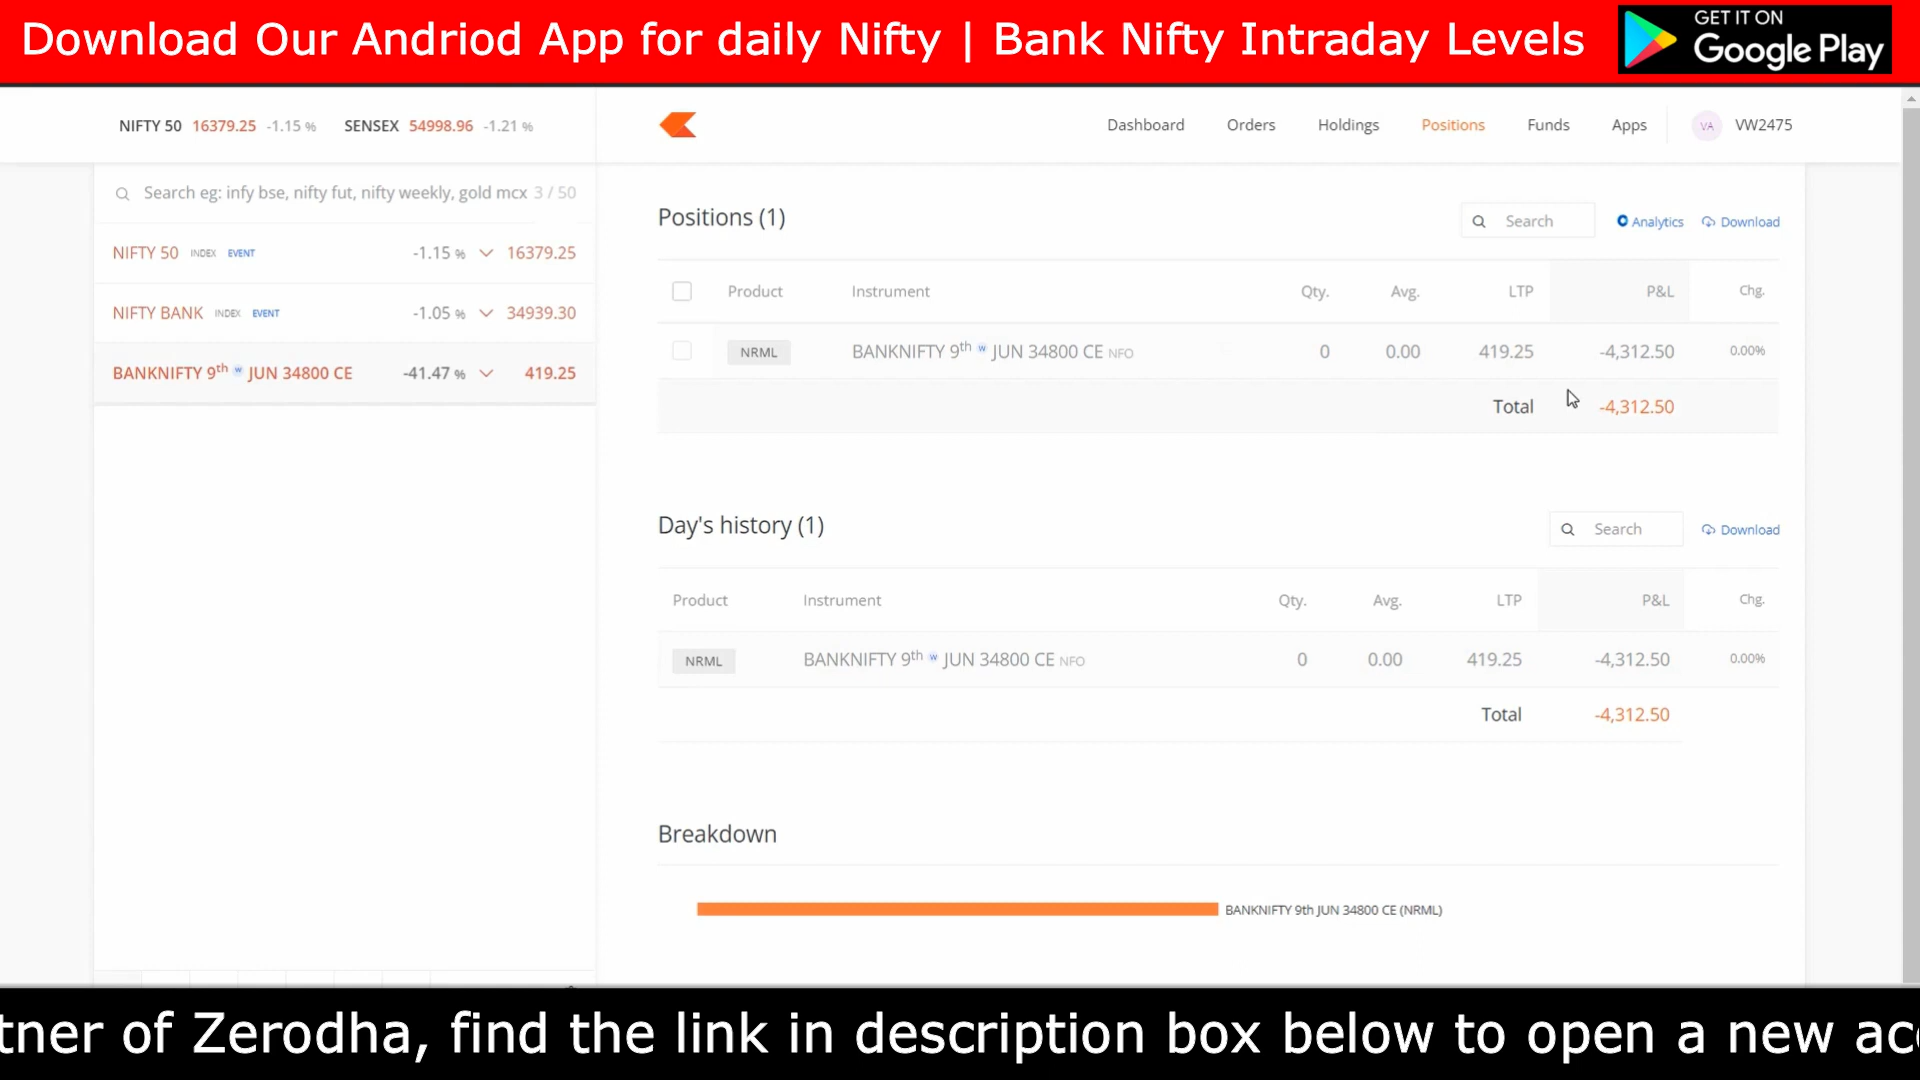 Download Our Andriod App for daily Nifty | Bank Nifty Intraday Levels
GET IT ON
Google Play
NIFTY 50 16379.25 -1.15 % SENSEX 54998.96 -1.21 %
Dashboard Orders Holdings Positions Funds Apps VA VW2475
Search eg: infy bse, nifty fut, nifty weekly, gold mcx 3 / 50
NIFTY 50 INDEX EVENT -1.15 % 16379.25
NIFTY BANK INDEX EVENT -1.05 % 34939.30
BANKNIFTY 9th w JUN 34800 CE -41.47 % 419.25
Positions (1) Search Analytics Download
Product Instrument Qty. Avg. LTP P&L Chg.
NRML BANKNIFTY 9th w JUN 34800 CE NFO 0 0.00 419.25 -4,312.50 0.00%
Total -4,312.50
Day's history (1) Search Download
Product Instrument Qty. Avg. LTP P&L Chg.
NRML BANKNIFTY 9th w JUN 34800 CE NFO 0 0.00 419.25 -4,312.50 0.00%
Total -4,312.50
Breakdown
BANKNIFTY 9th JUN 34800 CE (NRML)
tner of Zerodha, find the link in description box below to open a new acc